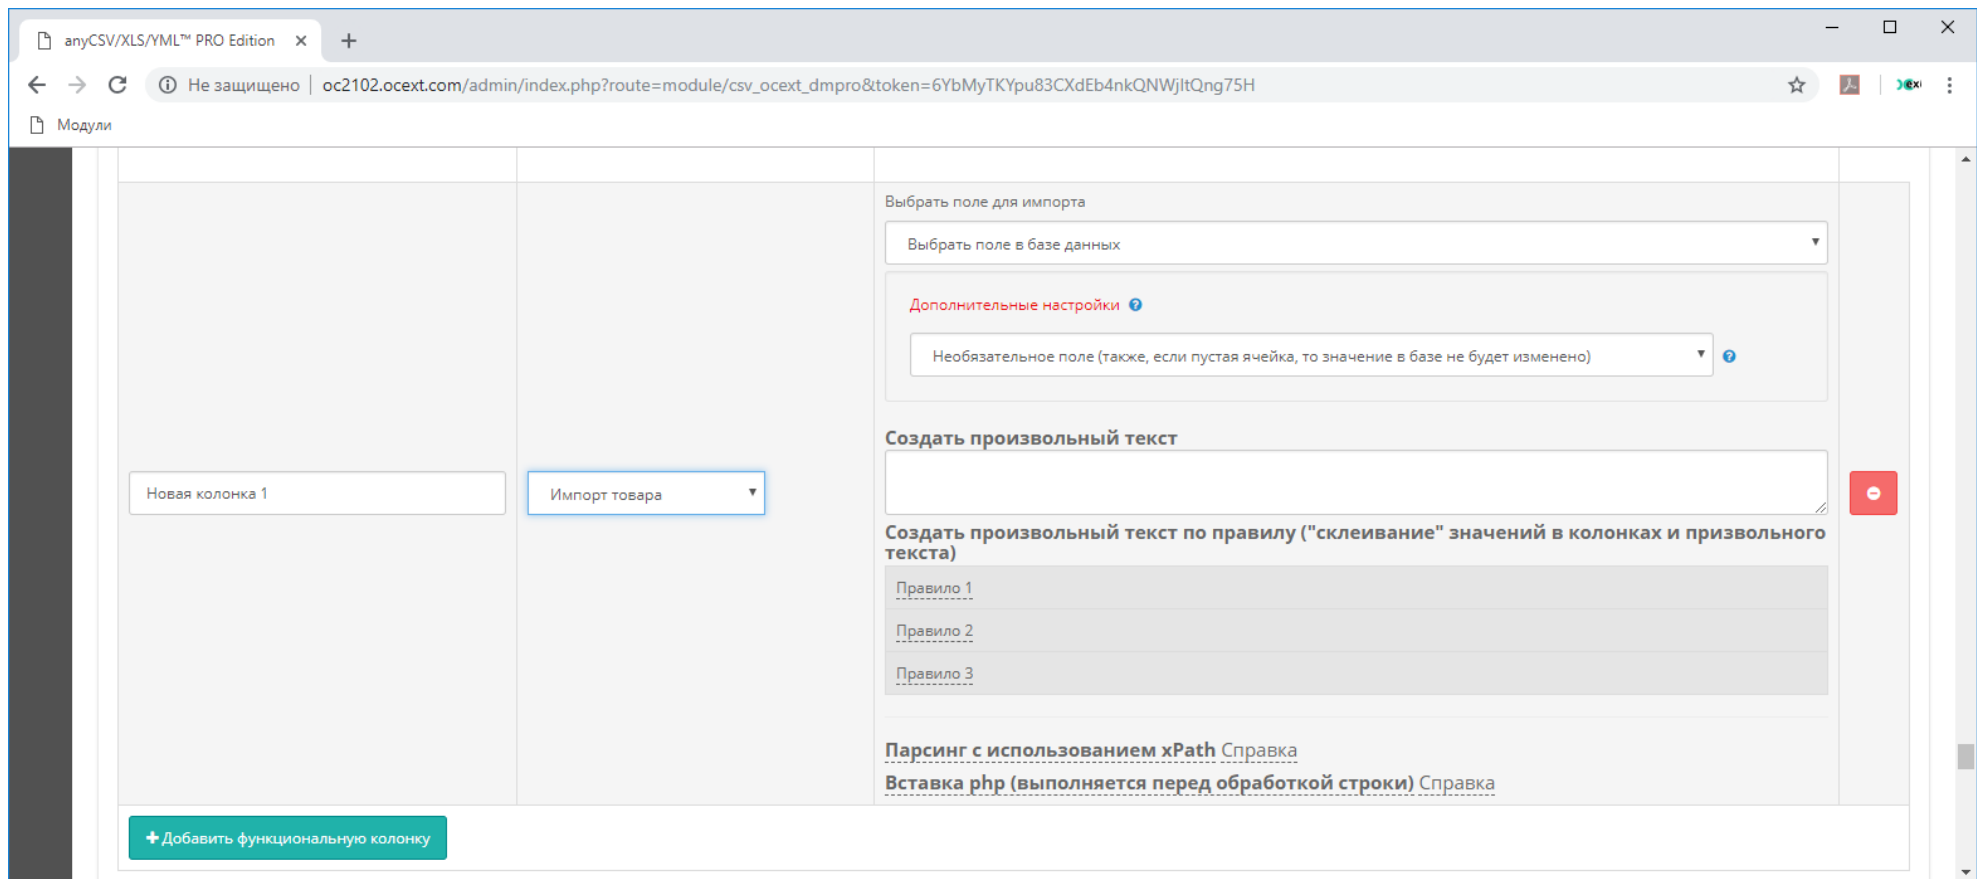 anyCSV/XLS/YML™ PRO Edition
Не защищено | oc2102.ocext.com/admin/index.php?route=module/csv_ocext_dmpro&token=6YbMyTKYpu83CXdEb4nkQNWjltQng75H
Модули
Выбрать поле для импорта
Выбрать поле в базе данных
Дополнительные настройки
Необязательное поле (также, если пустая ячейка, то значение в базе не будет изменено)
Создать произвольный текст
Новая колонка 1
Импорт товара
Создать произвольный текст по правилу ("склеивание" значений в колонках и призвольного
текста)
Правило 1
Правило 2
Правило 3
Парсинг с использованием xPath Справка
Вставка php (выполняется перед обработкой строки) Справка
Добавить функциональную колонку